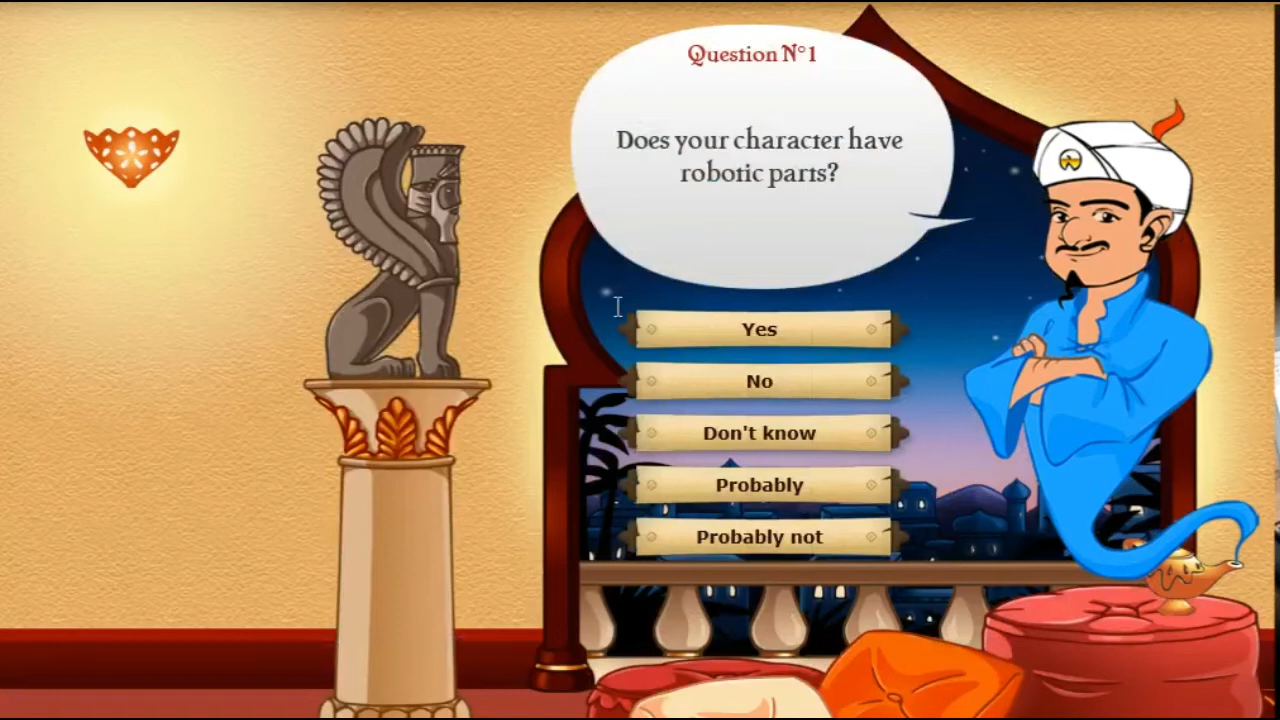 Question N°1
Does your character have
robotic parts?
Yes
No
Don't know
Probably
Probably not